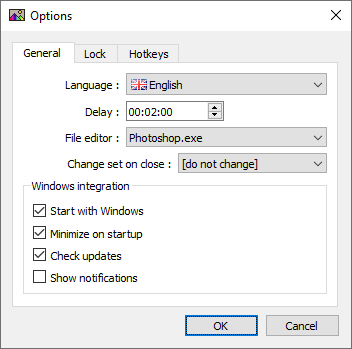 Options
General Lock Hotkeys
Language : English
Delay : 00:02:00
File editor : Photoshop.exe
Change set on close : [do not change]
Windows integration
Start with Windows
Minimize on startup
Check updates
Show notifications
OK Cancel